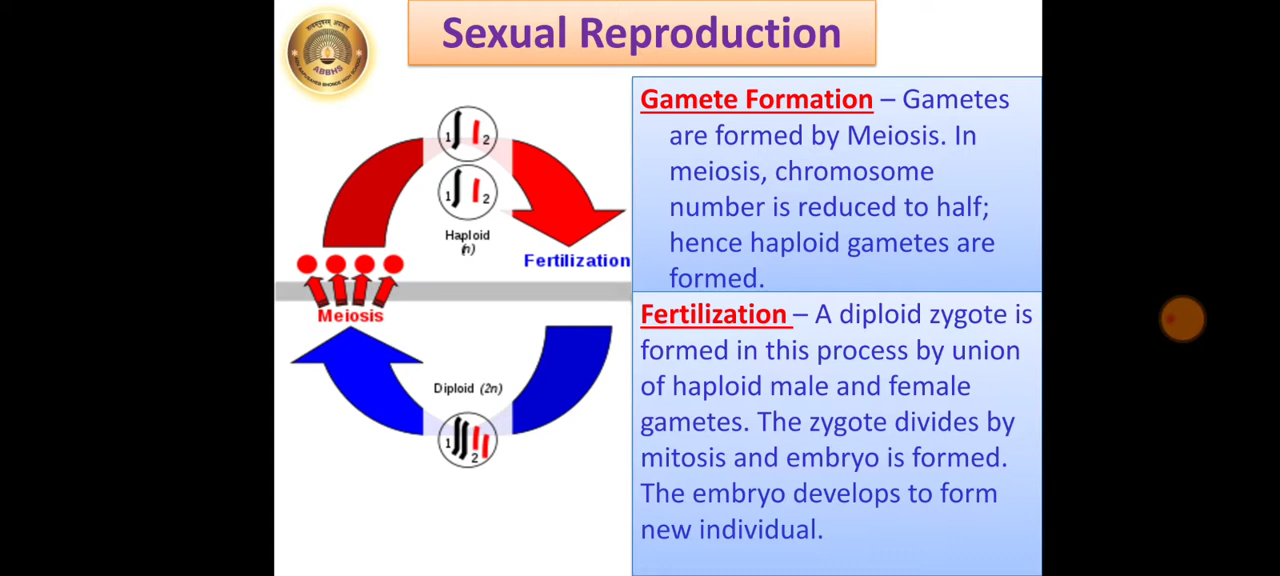 Sexual Reproduction
ABBHS
1
2
1
2
Haploid
(n)
Fertilization
Meiosis
Diploid (2n)
1
2
Gamete Formation – Gametes
are formed by Meiosis. In
meiosis, chromosome
number is reduced to half;
hence haploid gametes are
formed.
Fertilization – A diploid zygote is
formed in this process by union
of haploid male and female
gametes. The zygote divides by
mitosis and embryo is formed.
The embryo develops to form
new individual.